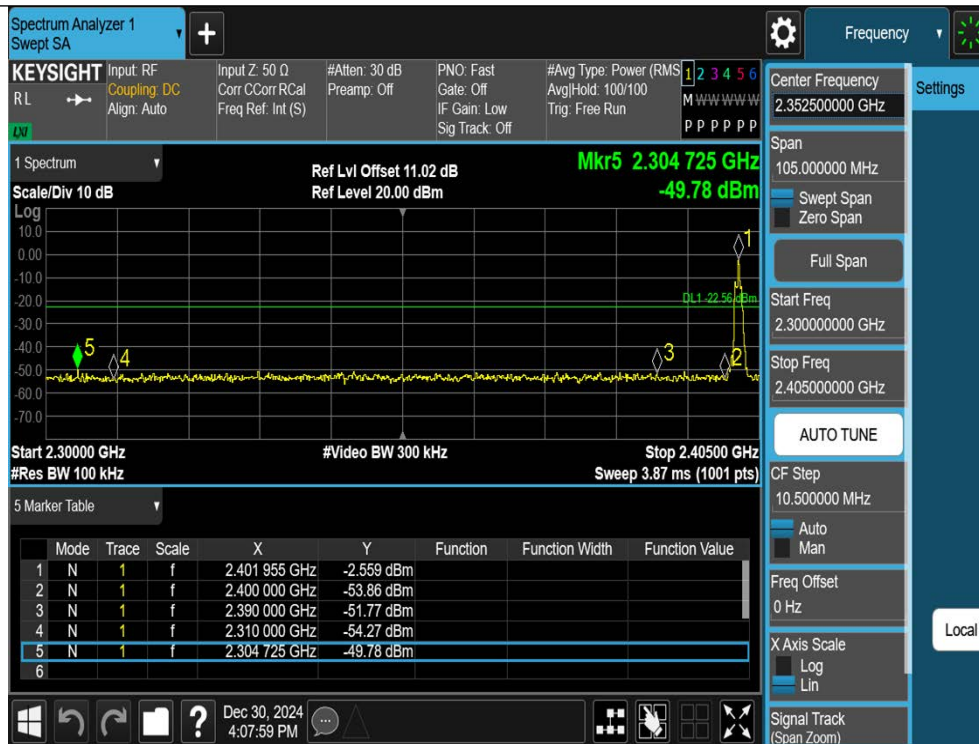 Spectrum Analyzer 1
Swept SA
+
Frequency
KEYSIGHT
RL
LXI
Input: RF
Coupling: DC
Align: Auto
Input Z: 50 Ω
Corr CCorr RCal
Freq Ref: Int (S)
#Atten: 30 dB
Preamp: Off
PNO: Fast
Gate: Off
IF Gain: Low
Sig Track: Off
#Avg Type: Power (RMS
Avg|Hold: 100/100
Trig: Free Run
1 2 3 4 5 6
M W W W W W
P P P P P P
1 Spectrum
Scale/Div 10 dB
Ref Lvl Offset 11.02 dB
Ref Level 20.00 dBm
Mkr5 2.304 725 GHz
-49.78 dBm
Log
10.0
0.00
-10.0
-20.0
-30.0
-40.0
-50.0
-60.0
-70.0
DL1 -22.56 dBm
1
5
4
3
2
Start 2.30000 GHz
#Res BW 100 kHz
#Video BW 300 kHz
Stop 2.40500 GHz
Sweep 3.87 ms (1001 pts)
5 Marker Table
Mode Trace Scale X Y Function Function Width Function Value
1 N 1 f 2.401 955 GHz -2.559 dBm
2 N 1 f 2.400 000 GHz -53.86 dBm
3 N 1 f 2.390 000 GHz -51.77 dBm
4 N 1 f 2.310 000 GHz -54.27 dBm
5 N 1 f 2.304 725 GHz -49.78 dBm
6
Dec 30, 2024
4:07:59 PM
?
Center Frequency
2.352500000 GHz
Settings
Span
105.000000 MHz
Swept Span
Zero Span
Full Span
Start Freq
2.300000000 GHz
Stop Freq
2.405000000 GHz
AUTO TUNE
CF Step
10.500000 MHz
Auto
Man
Freq Offset
0 Hz
Local
X Axis Scale
Log
Lin
Signal Track
(Span Zoom)